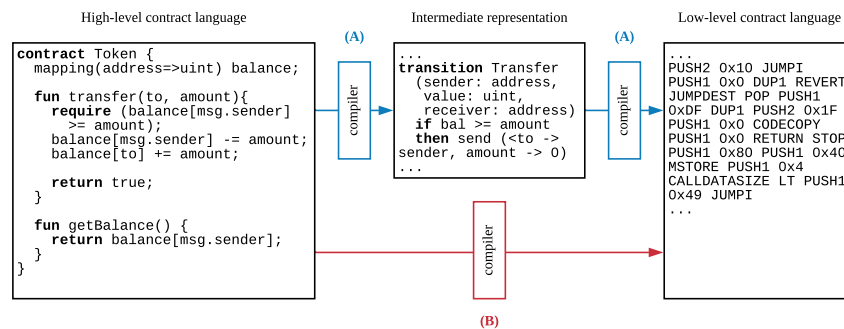 High-level contract language
contract Token {
mapping(address=>uint) balance;
fun transfer(to, amount){
require (balance[msg.sender]
>= amount);
balance[msg.sender] -= amount;
balance[to] += amount;
return true;
}
fun getBalance() {
return balance[msg.sender];
}
}
(A)
compiler
Intermediate representation
...
transition Transfer
(sender: address,
value: uint,
receiver: address)
if bal >= amount
then send (<to ->
sender, amount -> 0)
...
(A)
compiler
compiler
(B)
Low-level contract language
...
PUSH2 0x10 JUMPI
PUSH1 0x0 DUP1 REVERT
JUMPDEST POP PUSH1
0xDF DUP1 PUSH2 0x1F
PUSH1 0x0 CODECOPY
PUSH1 0x0 RETURN STOP
PUSH1 0x80 PUSH1 0x40
MSTORE PUSH1 0x4
CALLDATASIZE LT PUSH1
0x49 JUMPI
...